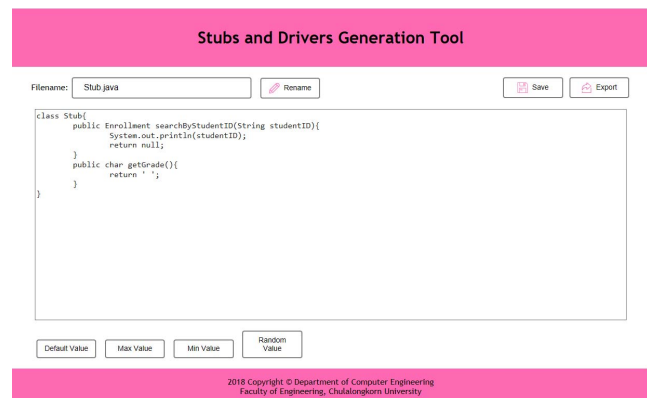 Stubs and Drivers Generation Tool
Filename: Stub.java Rename Save Export
class Stub{
public Enrollment searchByStudentID(String studentID){
System.out.println(studentID);
return null;
}
public char getGrade(){
return ' ';
}
}
Default Value Max Value Min Value Random
Value
2018 Copyright © Department of Computer Engineering
Faculty of Engineering, Chulalongkorn University